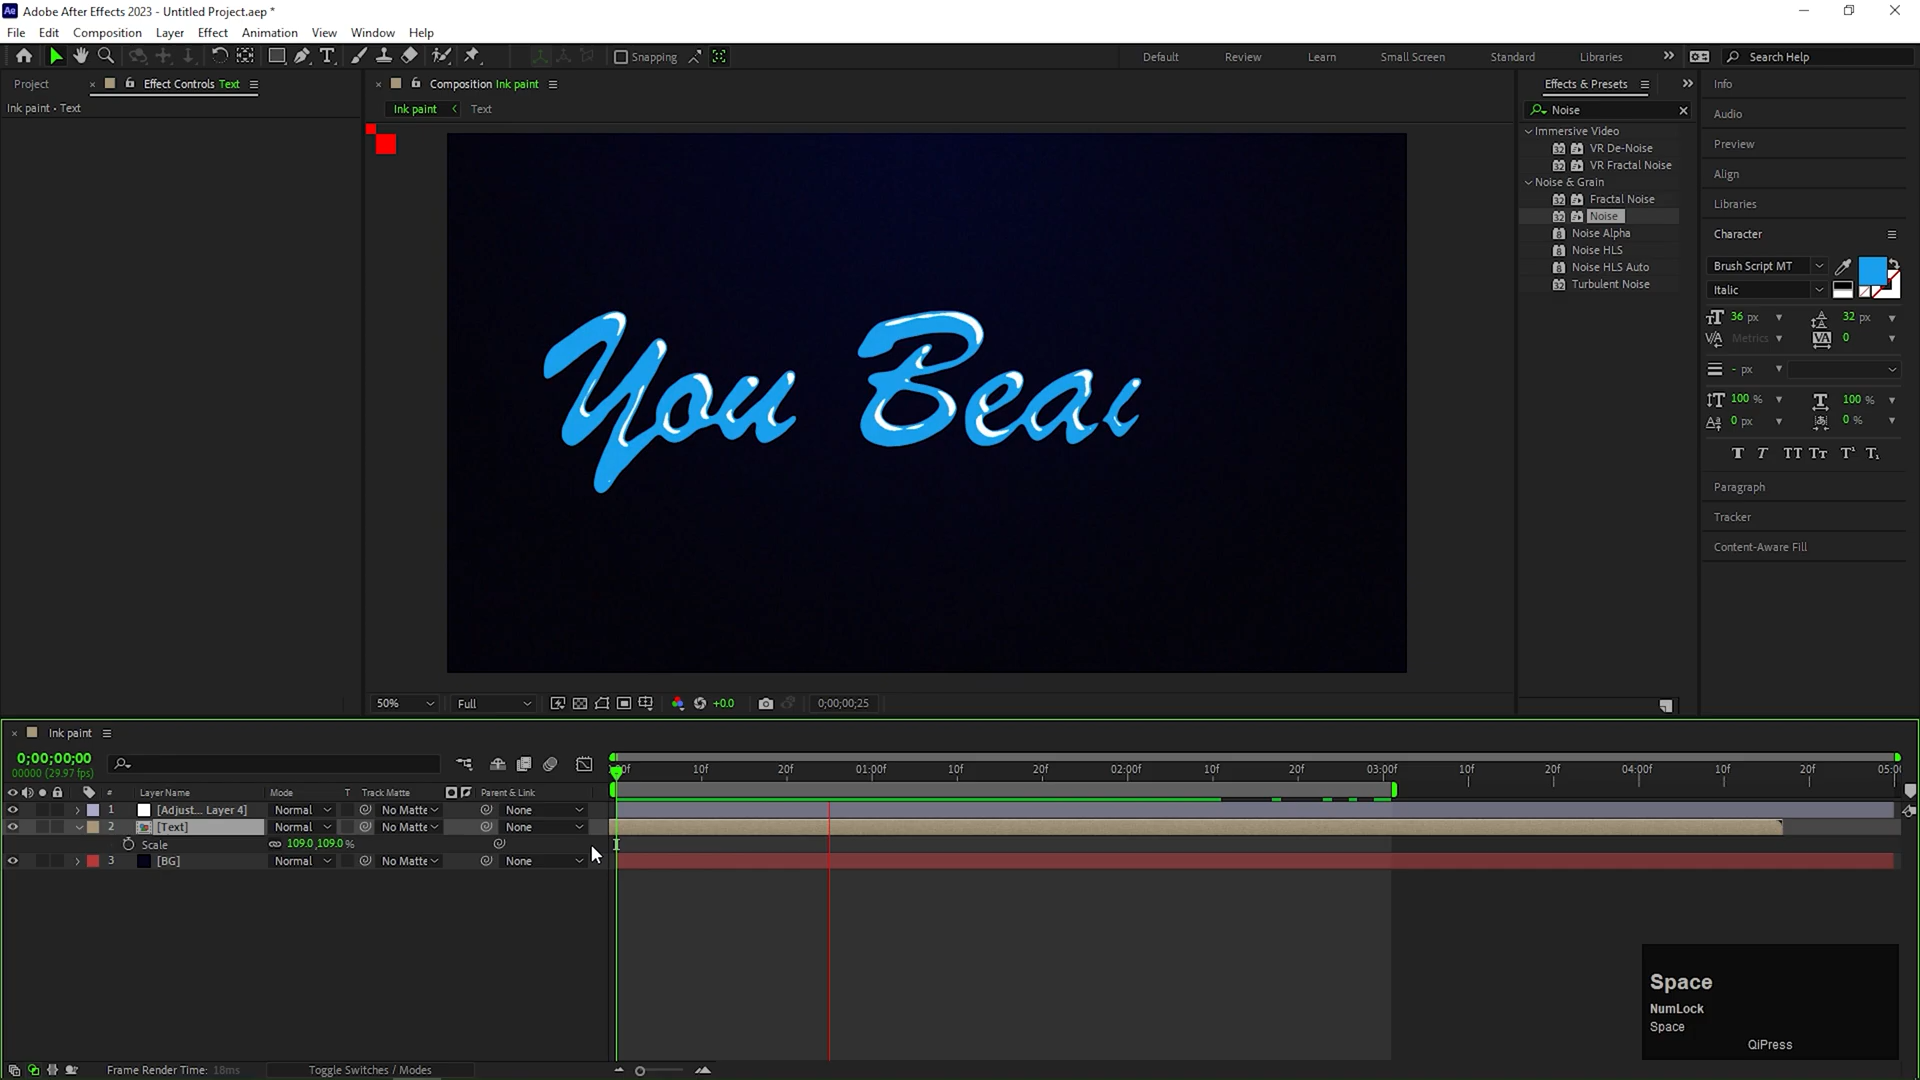 Adobe After Effects 2023 - Untitled Project.aep *
File Edit Composition Layer Effect Animation View Window Help
Snapping Default Review Learn Small Screen Standard Libraries Search Help
Project Effect Controls Text
Ink paint • Text
Composition Ink paint
Ink paint Text
Effects & Presets
Noise
Immersive Video
VR De-Noise
VR Fractal Noise
Noise & Grain
Fractal Noise
Noise
Noise Alpha
Noise HLS
Noise HLS Auto
Turbulent Noise
Info
Audio
Preview
Align
Libraries
Character
Brush Script MT
Italic
36 px 32 px
Metrics 0
- px
100 % 100 %
0 px 0 %
T T TT Tт T¹ T₁
Paragraph
Tracker
Content-Aware Fill
You Bea
50% Full +0.0 0;00;00;25
Ink paint
0;00;00;00
00000 (29.97 fps)
10f 20f 01:00f 10f 20f 02:00f 10f 20f 03:00f 10f 20f 04:00f 10f 20f 05:0
# Layer Name Mode T Track Matte Parent & Link
1 [Adjust... Layer 4] Normal No Matte None
2 [Text] Normal No Matte None
Scale 109.0,109.0 %
3 [BG] Normal No Matte None
Space
NumLock
Space
QiPress
Frame Render Time: 18ms Toggle Switches / Modes